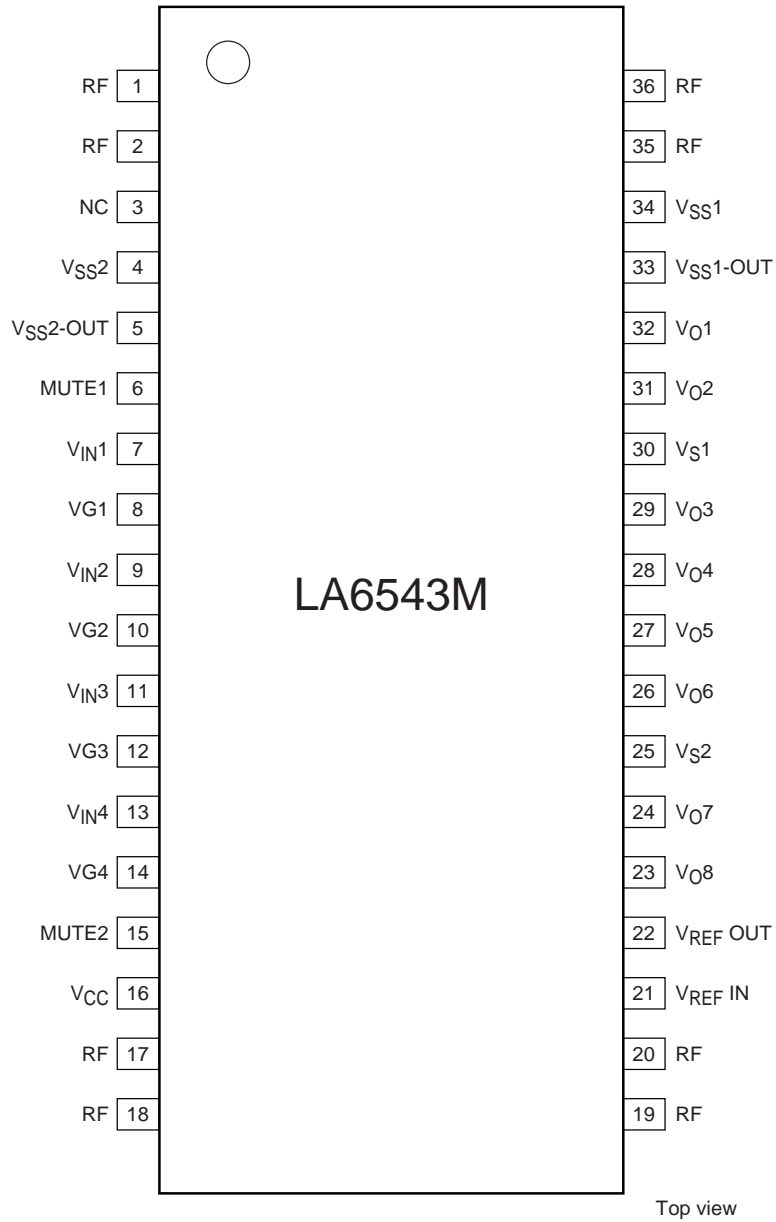 RF 1
36 RF
RF 2
35 RF
NC 3
34 VSS1
VSS2 4
33 VSS1-OUT
VSS2-OUT 5
32 VO1
MUTE1 6
31 VO2
VIN1 7
30 VS1
VG1 8
29 VO3
VIN2 9
28 VO4
LA6543M
VG2 10
27 VO5
VIN3 11
26 VO6
VG3 12
25 VS2
VIN4 13
24 VO7
VG4 14
23 VO8
MUTE2 15
22 VREF OUT
VCC 16
21 VREF IN
RF 17
20 RF
RF 18
19 RF
Top view